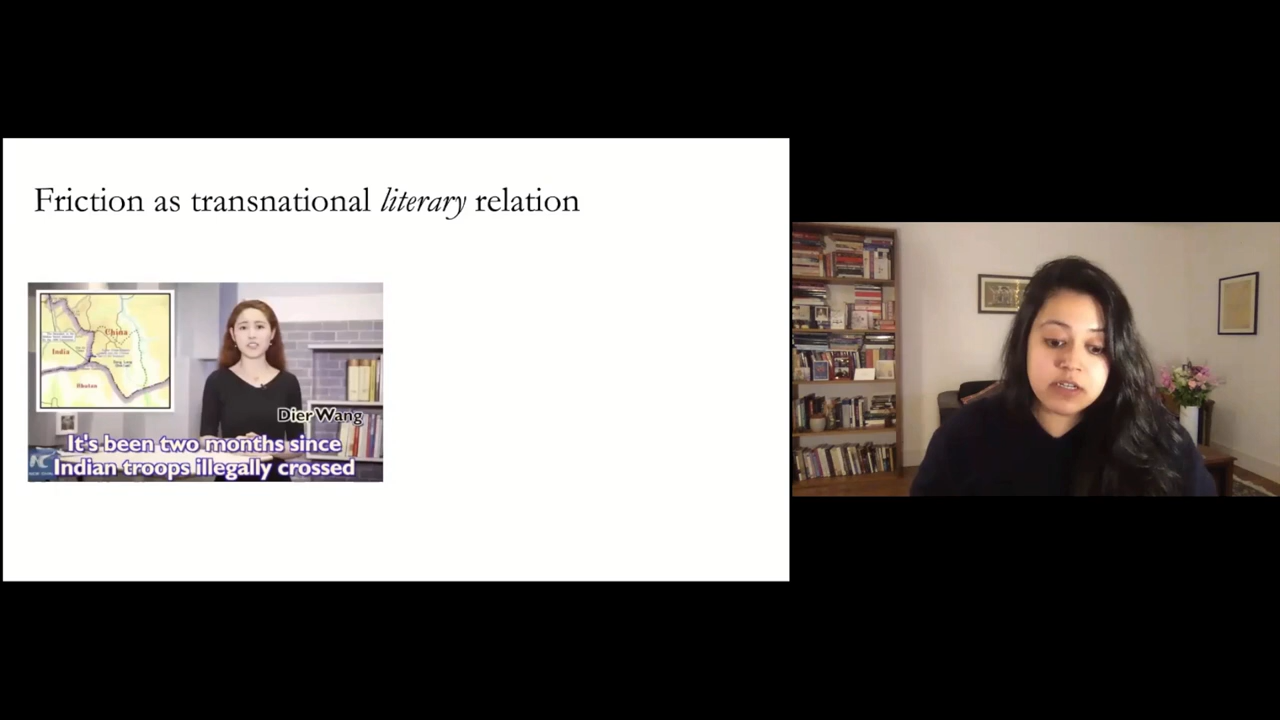 Friction as transnational literary relation
China
India
Bhutan
Dier Wang
It's been two months since
NC Indian troops illegally crossed